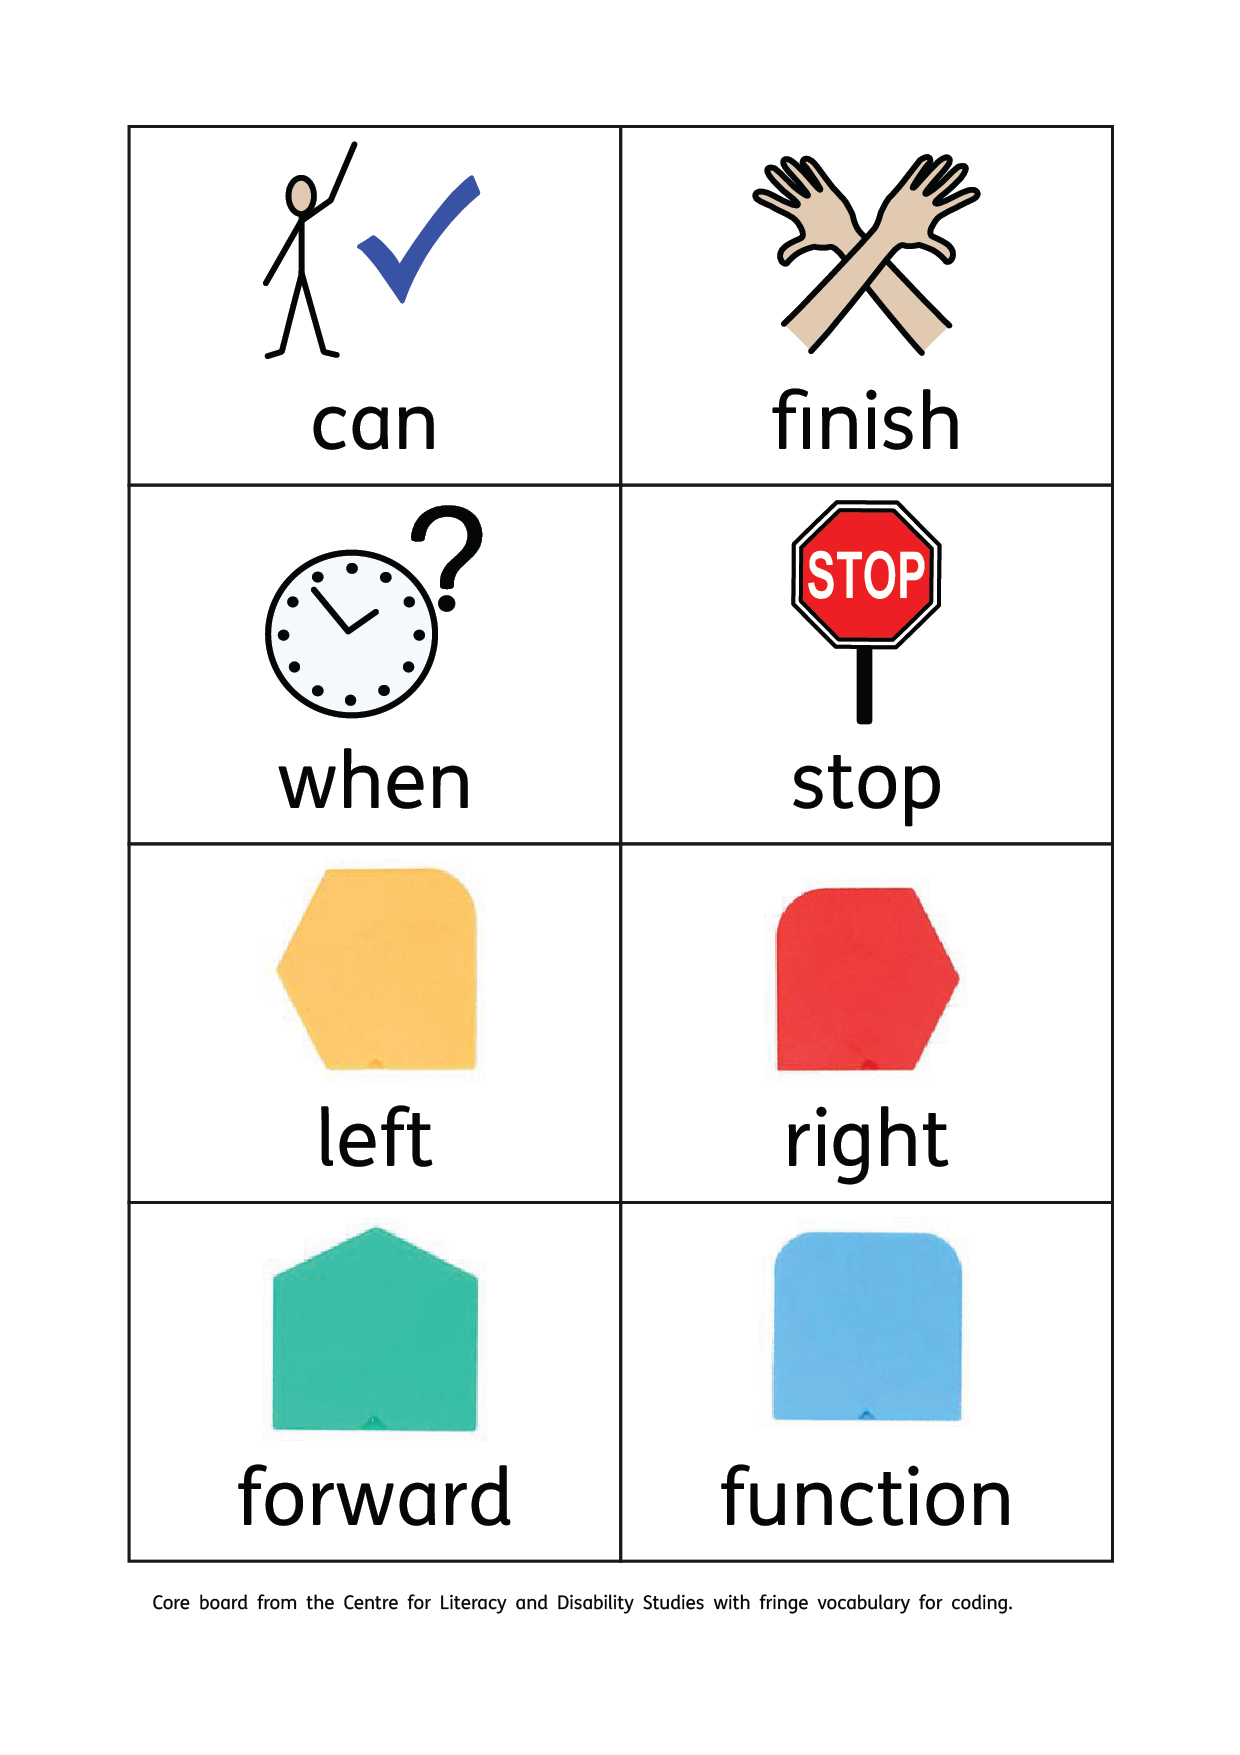 can
finish
when
STOP
stop
left
right
forward
function
Core board from the Centre for Literacy and Disability Studies with fringe vocabulary for coding.